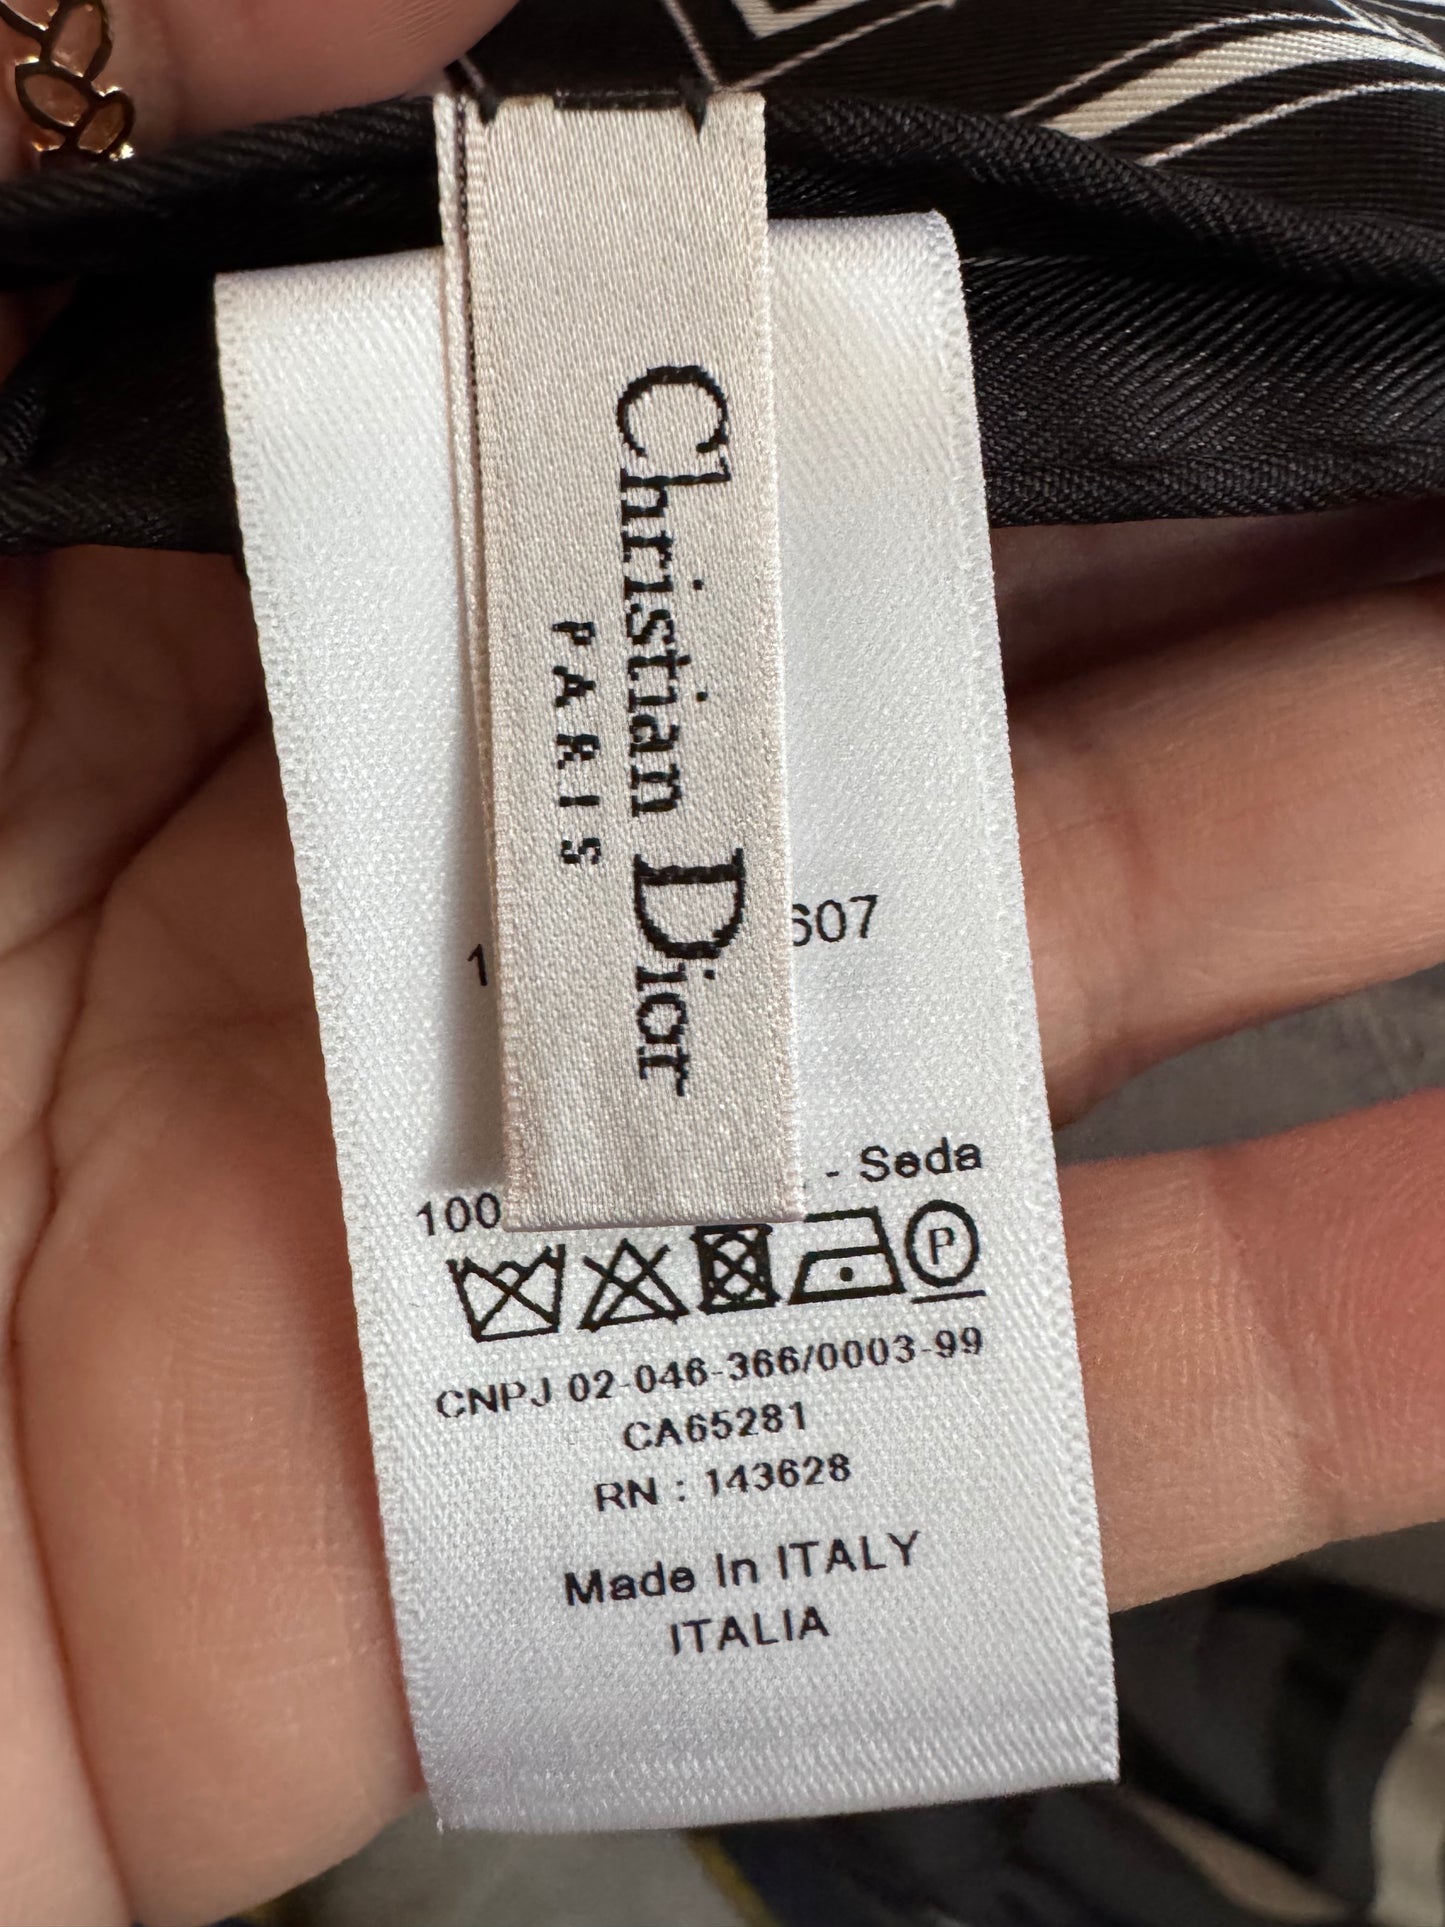 Christian Dior
PARIS
607
100
- Seda
P
CNPJ 02-046-366/0003-99
CA65281
RN : 143628
Made In ITALY
ITALIA